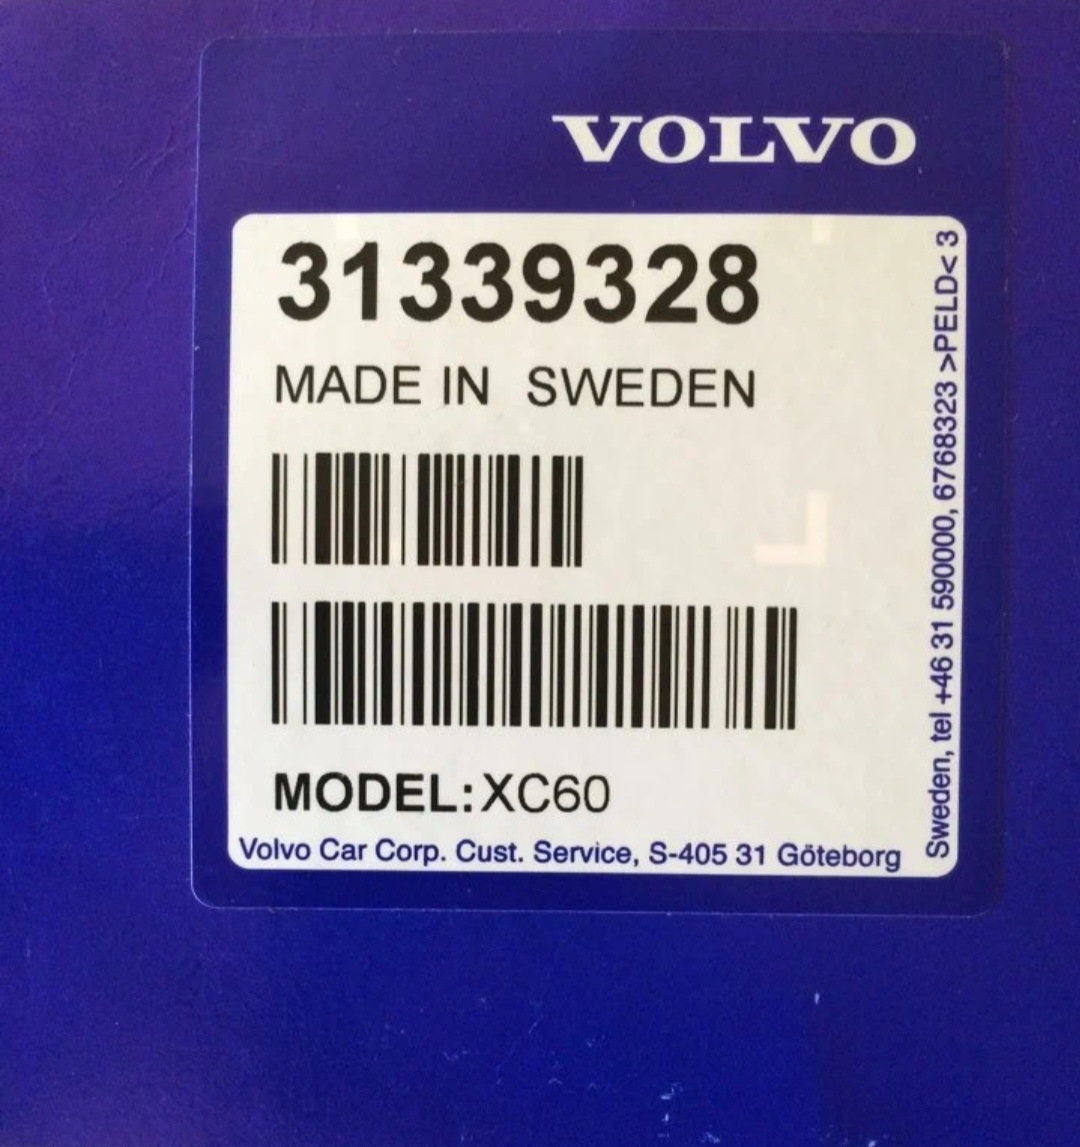 VOLVO
31339328
MADE IN SWEDEN
MODEL:XC60
Volvo Car Corp. Cust. Service, S-405 31 Göteborg
Sweden, tel +46 31 590000, 6768323 >PELD< 3